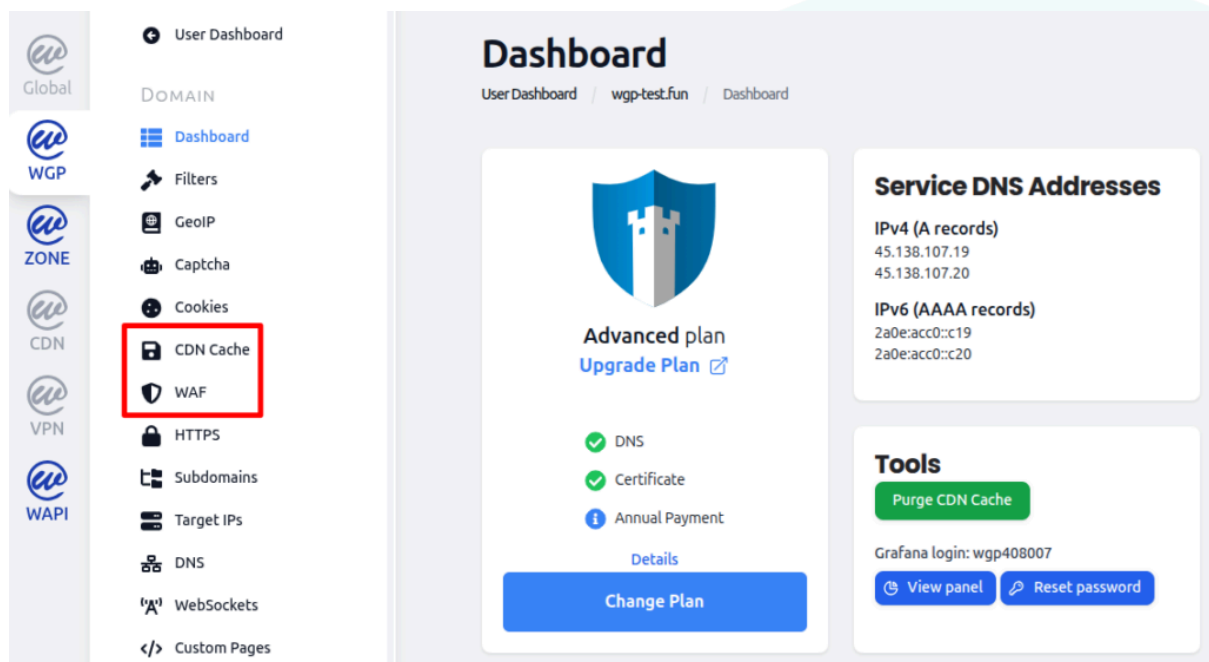 Global
WGP
ZONE
CDN
VPN
WAPI
User Dashboard
DOMAIN
Dashboard
Filters
GeoIP
Captcha
Cookies
CDN Cache
WAF
HTTPS
Subdomains
Target IPs
DNS
WebSockets
Custom Pages
Dashboard
User Dashboard / wgp-test.fun / Dashboard
Advanced plan
Upgrade Plan
DNS
Certificate
Annual Payment
Details
Change Plan
Service DNS Addresses
IPv4 (A records)
45.138.107.19
45.138.107.20
IPv6 (AAAA records)
2a0e:acc0::c19
2a0e:acc0::c20
Tools
Purge CDN Cache
Grafana login: wgp408007
View panel
Reset password